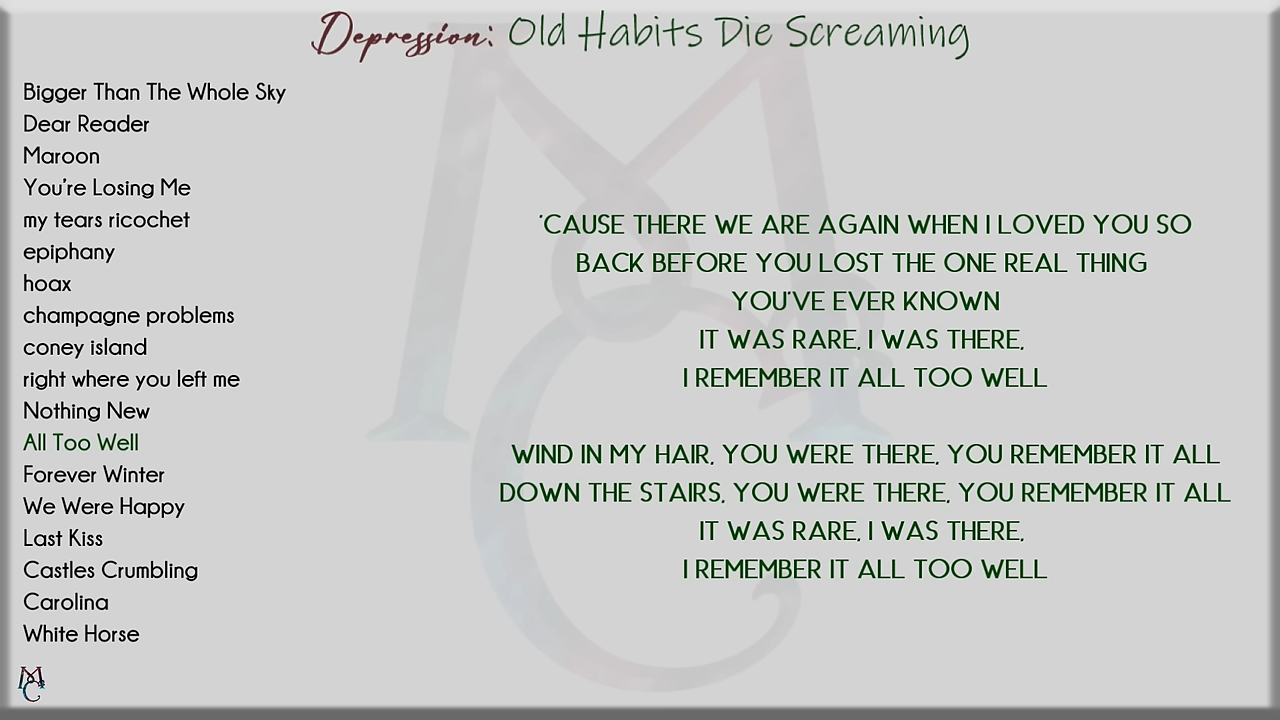 Depression: Old Habits Die Screaming
Bigger Than The Whole Sky
Dear Reader
Maroon
You're Losing Me
my tears ricochet
epiphany
hoax
champagne problems
coney island
right where you left me
Nothing New
All Too Well
Forever Winter
We Were Happy
Last Kiss
Castles Crumbling
Carolina
White Horse
'CAUSE THERE WE ARE AGAIN WHEN I LOVED YOU SO
BACK BEFORE YOU LOST THE ONE REAL THING
YOU'VE EVER KNOWN
IT WAS RARE, I WAS THERE,
I REMEMBER IT ALL TOO WELL
WIND IN MY HAIR, YOU WERE THERE, YOU REMEMBER IT ALL
DOWN THE STAIRS, YOU WERE THERE, YOU REMEMBER IT ALL
IT WAS RARE, I WAS THERE,
I REMEMBER IT ALL TOO WELL